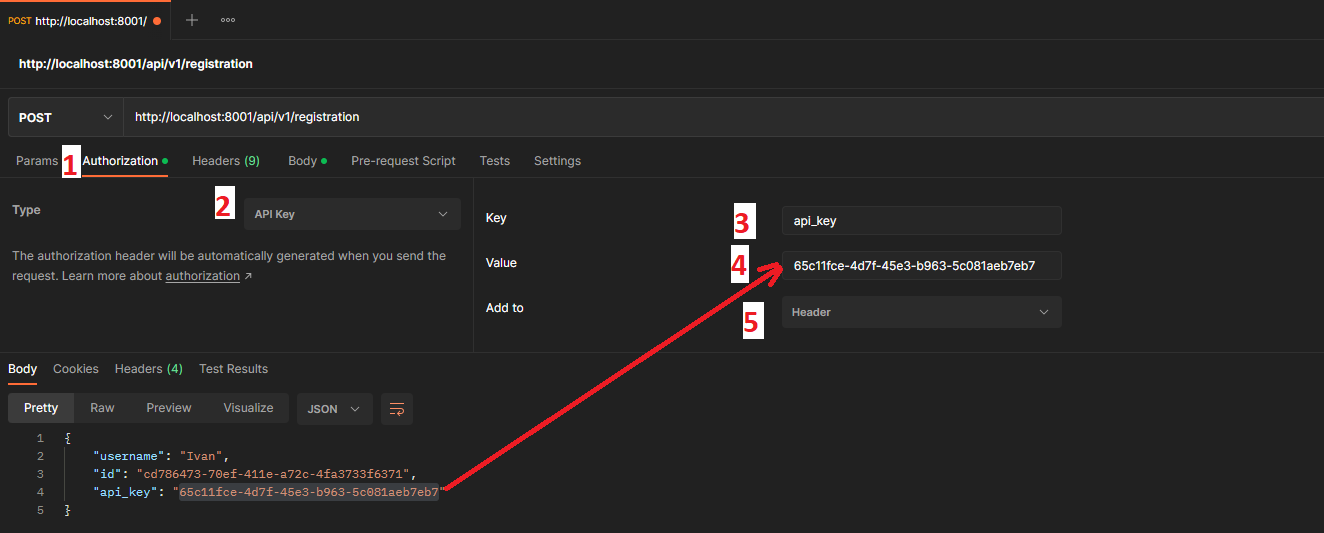 POST http://localhost:8001/
http://localhost:8001/api/v1/registration
POST http://localhost:8001/api/v1/registration
Params 1 Authorization Headers (9) Body Pre-request Script Tests Settings
Type 2 API Key
The authorization header will be automatically generated when you send the
request. Learn more about authorization ↗
Key 3 api_key
Value 4 65c11fce-4d7f-45e3-b963-5c081aeb7eb7
Add to 5 Header
Body Cookies Headers (4) Test Results
Pretty Raw Preview Visualize JSON
1 {
2 "username": "Ivan",
3 "id": "cd786473-70ef-411e-a72c-4fa3733f6371",
4 "api_key": "65c11fce-4d7f-45e3-b963-5c081aeb7eb7"
5 }